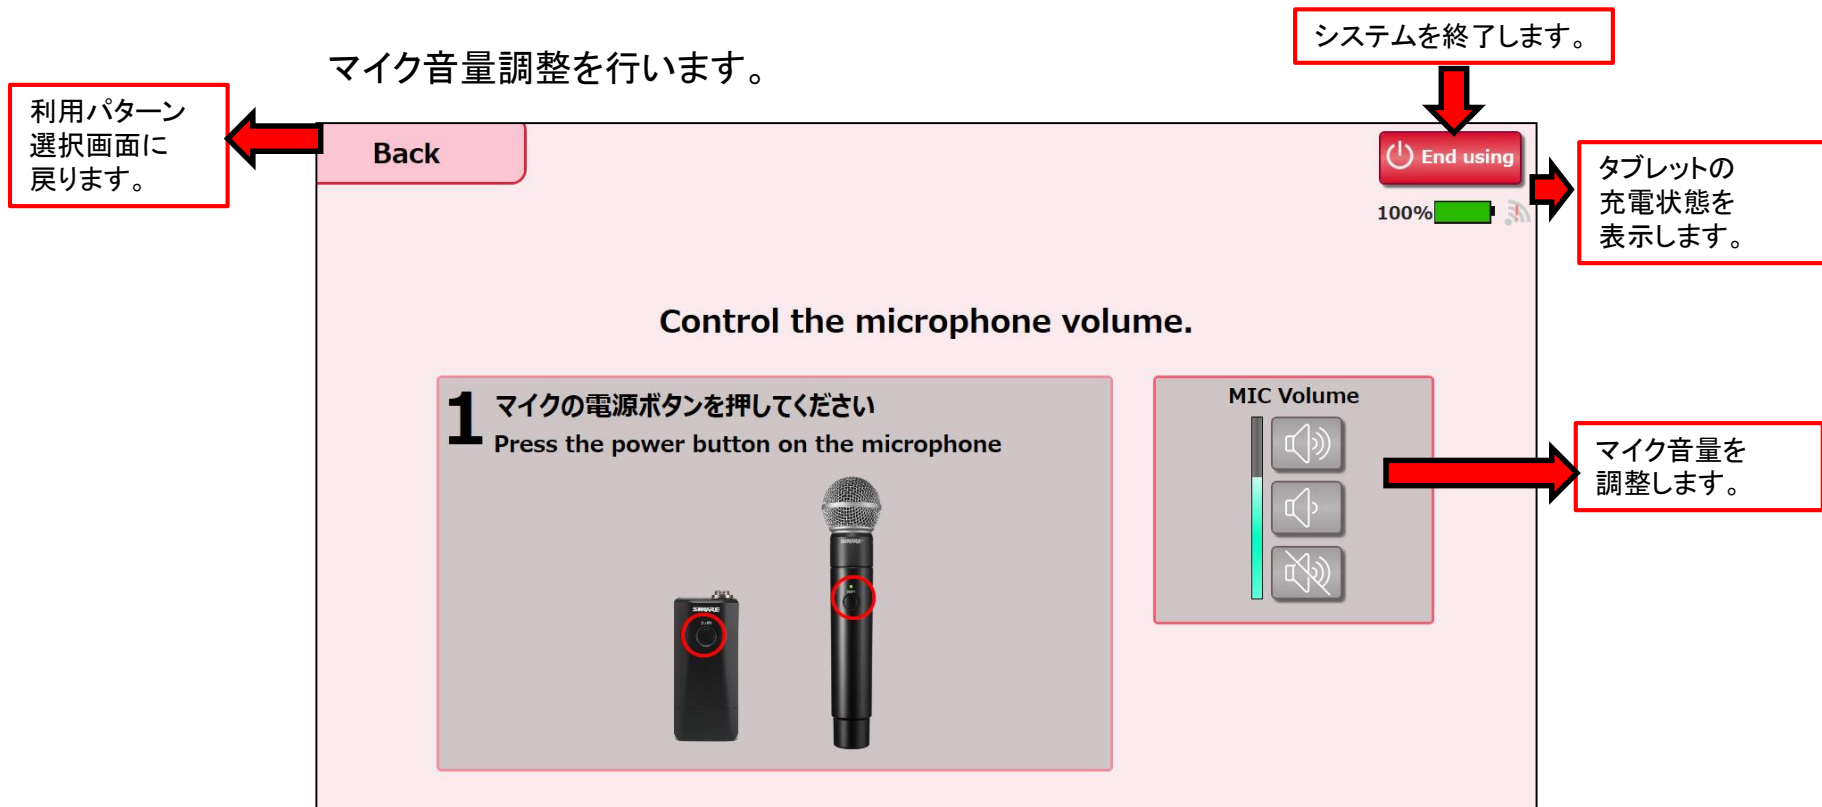 システムを終了します。
マイク音量調整を行います。
利用パターン
選択画面に
戻ります。
Back
End using
100%
タブレットの
充電状態を
表示します。
Control the microphone volume.
1
マイクの電源ボタンを押してください
Press the power button on the microphone
MIC Volume
マイク音量を
調整します。
SHURE
SHURE